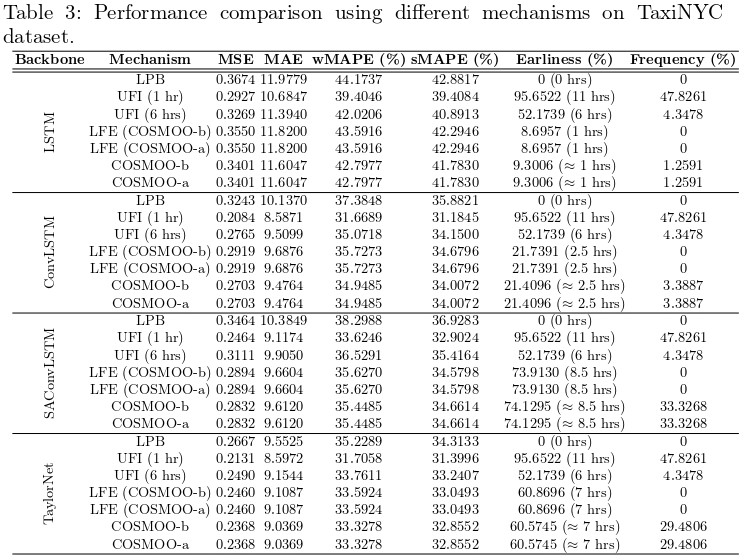 Table 3: Performance comparison using different mechanisms on TaxiNYC
dataset.
Backbone Mechanism MSE MAE wMAPE (%) sMAPE (%) Earliness (%) Frequency (%)
LSTM
LPB 0.3674 11.9779 44.1737 42.8817 0 (0 hrs) 0
UFI (1 hr) 0.2927 10.6847 39.4046 39.4084 95.6522 (11 hrs) 47.8261
UFI (6 hrs) 0.3269 11.3940 42.0206 40.8913 52.1739 (6 hrs) 4.3478
LFE (COSMOO-b) 0.3550 11.8200 43.5916 42.2946 8.6957 (1 hrs) 0
LFE (COSMOO-a) 0.3550 11.8200 43.5916 42.2946 8.6957 (1 hrs) 0
COSMOO-b 0.3401 11.6047 42.7977 41.7830 9.3006 (≈ 1 hrs) 1.2591
COSMOO-a 0.3401 11.6047 42.7977 41.7830 9.3006 (≈ 1 hrs) 1.2591
ConvLSTM
LPB 0.3243 10.1370 37.3848 35.8821 0 (0 hrs) 0
UFI (1 hr) 0.2084 8.5871 31.6689 31.1845 95.6522 (11 hrs) 47.8261
UFI (6 hrs) 0.2765 9.5099 35.0718 34.1500 52.1739 (6 hrs) 4.3478
LFE (COSMOO-b) 0.2919 9.6876 35.7273 34.6796 21.7391 (2.5 hrs) 0
LFE (COSMOO-a) 0.2919 9.6876 35.7273 34.6796 21.7391 (2.5 hrs) 0
COSMOO-b 0.2703 9.4764 34.9485 34.0072 21.4096 (≈ 2.5 hrs) 3.3887
COSMOO-a 0.2703 9.4764 34.9485 34.0072 21.4096 (≈ 2.5 hrs) 3.3887
SAConvLSTM
LPB 0.3464 10.3849 38.2988 36.9283 0 (0 hrs) 0
UFI (1 hr) 0.2464 9.1174 33.6246 32.9024 95.6522 (11 hrs) 47.8261
UFI (6 hrs) 0.3111 9.9050 36.5291 35.4164 52.1739 (6 hrs) 4.3478
LFE (COSMOO-b) 0.2894 9.6604 35.6270 34.5798 73.9130 (8.5 hrs) 0
LFE (COSMOO-a) 0.2894 9.6604 35.6270 34.5798 73.9130 (8.5 hrs) 0
COSMOO-b 0.2832 9.6120 35.4485 34.6614 74.1295 (≈ 8.5 hrs) 33.3268
COSMOO-a 0.2832 9.6120 35.4485 34.6614 74.1295 (≈ 8.5 hrs) 33.3268
TaylorNet
LPB 0.2667 9.5525 35.2289 34.3133 0 (0 hrs) 0
UFI (1 hr) 0.2131 8.5972 31.7058 31.3996 95.6522 (11 hrs) 47.8261
UFI (6 hrs) 0.2490 9.1544 33.7611 33.2407 52.1739 (6 hrs) 4.3478
LFE (COSMOO-b) 0.2460 9.1087 33.5924 33.0493 60.8696 (7 hrs) 0
LFE (COSMOO-a) 0.2460 9.1087 33.5924 33.0493 60.8696 (7 hrs) 0
COSMOO-b 0.2368 9.0369 33.3278 32.8552 60.5745 (≈ 7 hrs) 29.4806
COSMOO-a 0.2368 9.0369 33.3278 32.8552 60.5745 (≈ 7 hrs) 29.4806